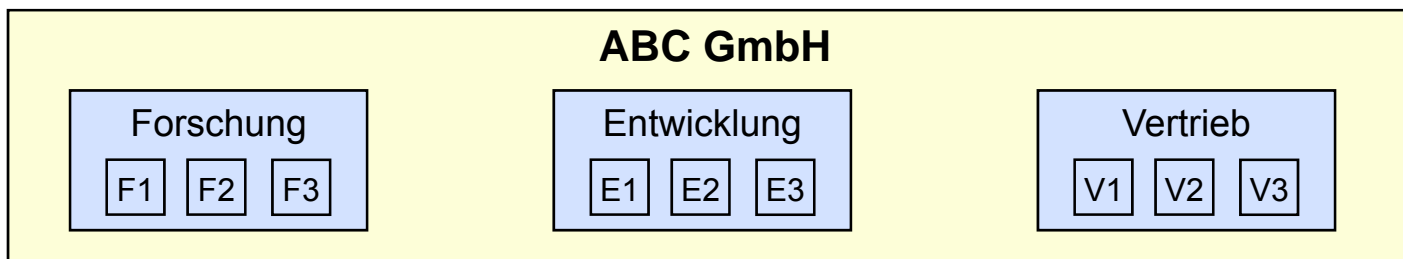 ABC GmbH
Forschung
F1 F2 F3
Entwicklung
E1 E2 E3
Vertrieb
V1 V2 V3